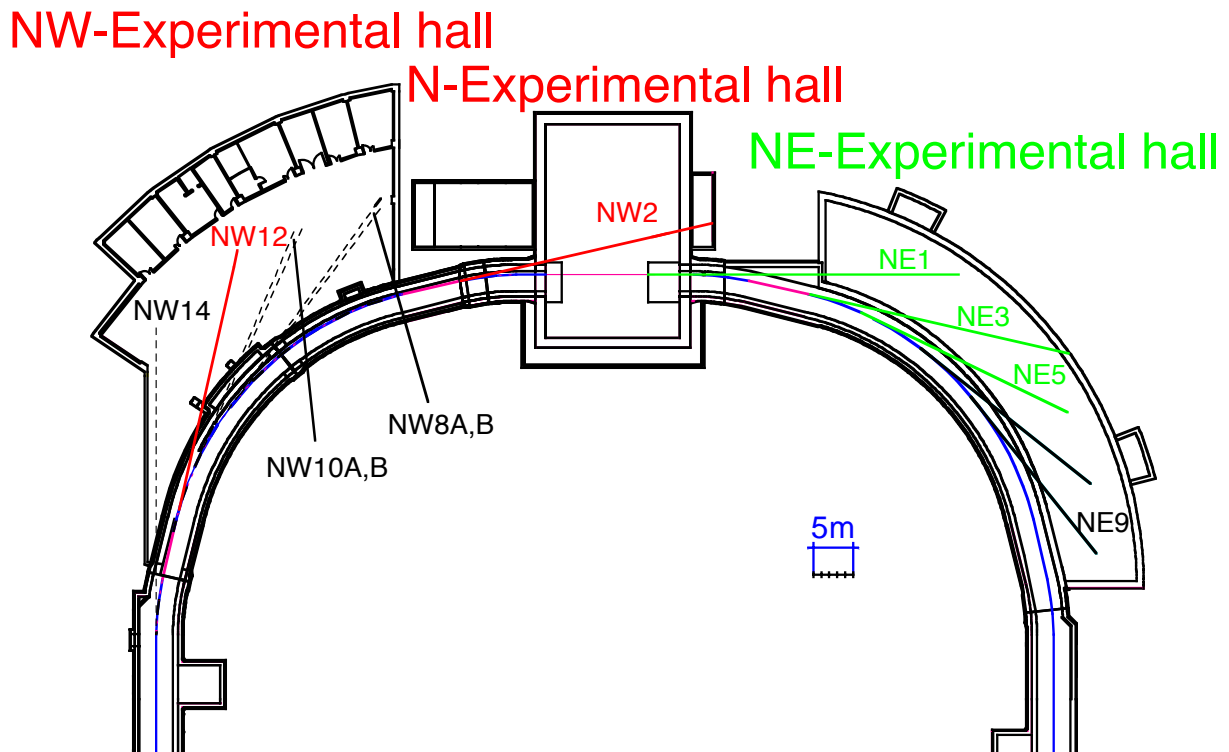 NW-Experimental hall
N-Experimental hall
NE-Experimental hall
NW2
NW12
NE1
NW14
NE3
NE5
NW8A,B
NW10A,B
NE9
5m